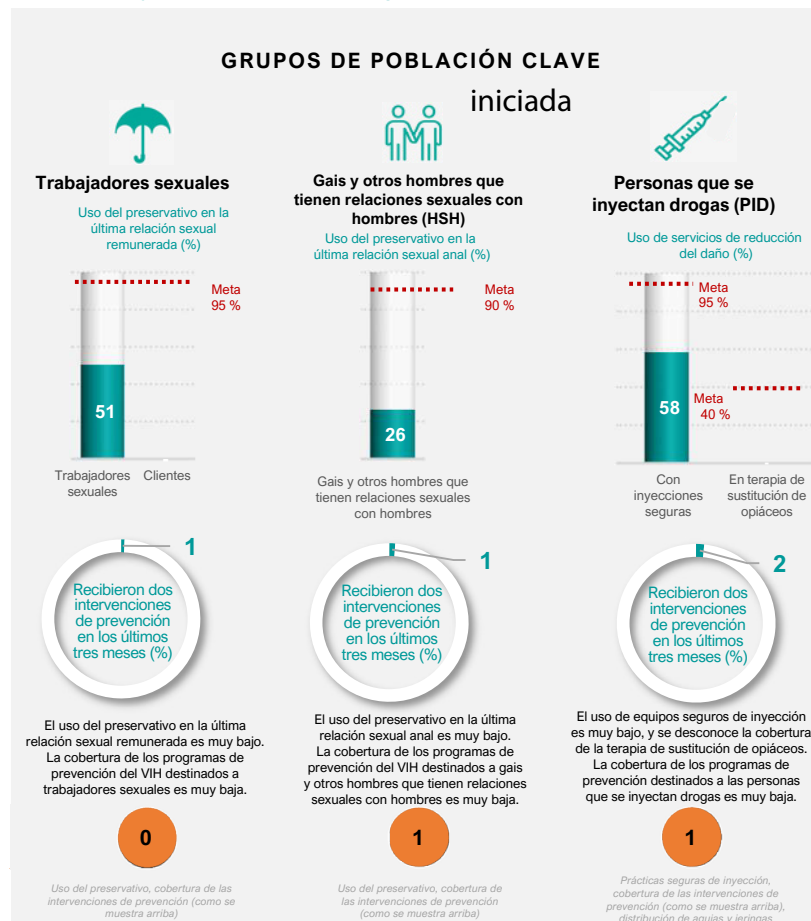 GRUPOS DE POBLACIÓN CLAVE
iniciada
Trabajadores sexuales
Uso del preservativo en la
última relación sexual
remunerada (%)
Meta
95 %
51
Trabajadores
sexuales
Clientes
1
Recibieron dos
intervenciones
de prevención
en los últimos
tres meses (%)
El uso del preservativo en la última
relación sexual remunerada es muy bajo.
La cobertura de los programas de
prevención del VIH destinados a
trabajadores sexuales es muy baja.
0
Uso del preservativo, cobertura de las
intervenciones de prevención (como se
muestra arriba)
Gais y otros hombres que
tienen relaciones sexuales con
hombres (HSH)
Uso del preservativo en la
última relación sexual anal (%)
Meta
90 %
26
Gais y otros hombres que
tienen relaciones sexuales
con hombres
1
Recibieron dos
intervenciones
de prevención
en los últimos
tres meses (%)
El uso del preservativo en la última
relación sexual anal es muy bajo.
La cobertura de los programas de
prevención del VIH destinados a gais
y otros hombres que tienen relaciones
sexuales con hombres es muy baja.
1
Uso del preservativo, cobertura de
las intervenciones de prevención
(como se muestra arriba)
Personas que se
inyectan drogas (PID)
Uso de servicios de reducción
del daño (%)
Meta
95 %
58
Meta
40 %
Con
inyecciones
seguras
En terapia de
sustitución de
opiáceos
2
Recibieron dos
intervenciones
de prevención
en los últimos
tres meses (%)
El uso de equipos seguros de inyección
es muy bajo, y se desconoce la cobertura
de la terapia de sustitución de opiáceos.
La cobertura de los programas de
prevención destinados a las personas
que se inyectan drogas es muy baja.
1
Prácticas seguras de inyección,
cobertura de las intervenciones de
prevención (como se muestra arriba),
distribución de agujas y jeringas